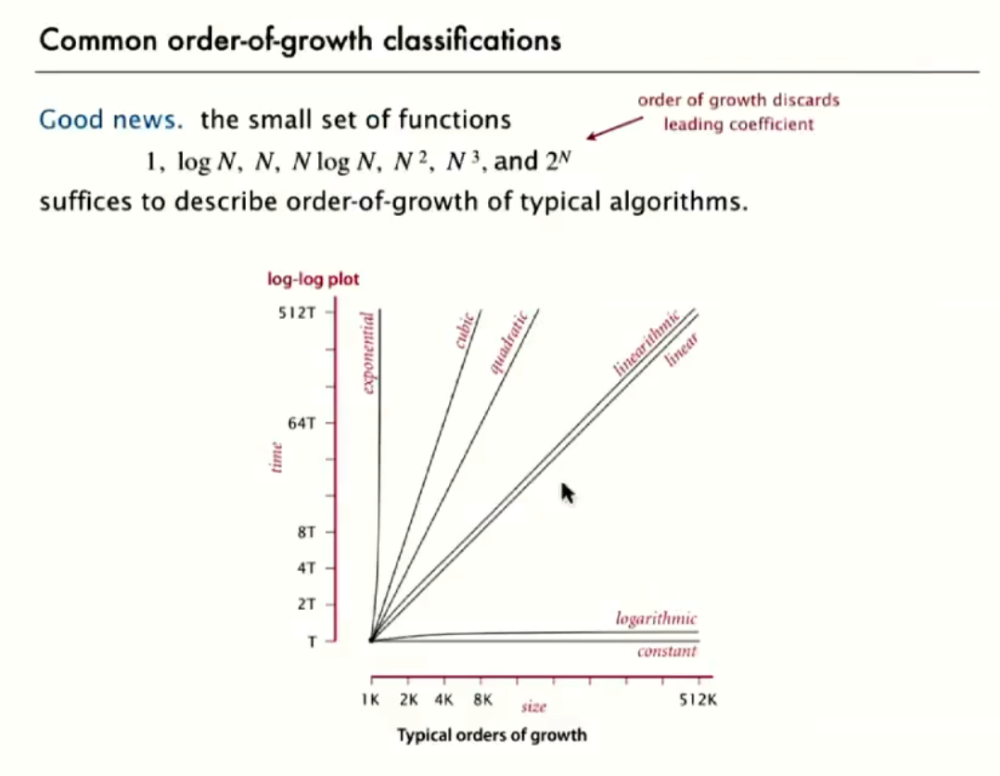 Common order-of-growth classifications
order of growth discards
leading coefficient
Good news. the small set of functions
1, log N, N, N log N, N², N³, and 2ᴺ
suffices to describe order-of-growth of typical algorithms.
log-log plot
512T
64T
8T
4T
2T
T
time
exponential
cubic
quadratic
linearithmic
linear
logarithmic
constant
1K 2K 4K 8K 512K
size
Typical orders of growth